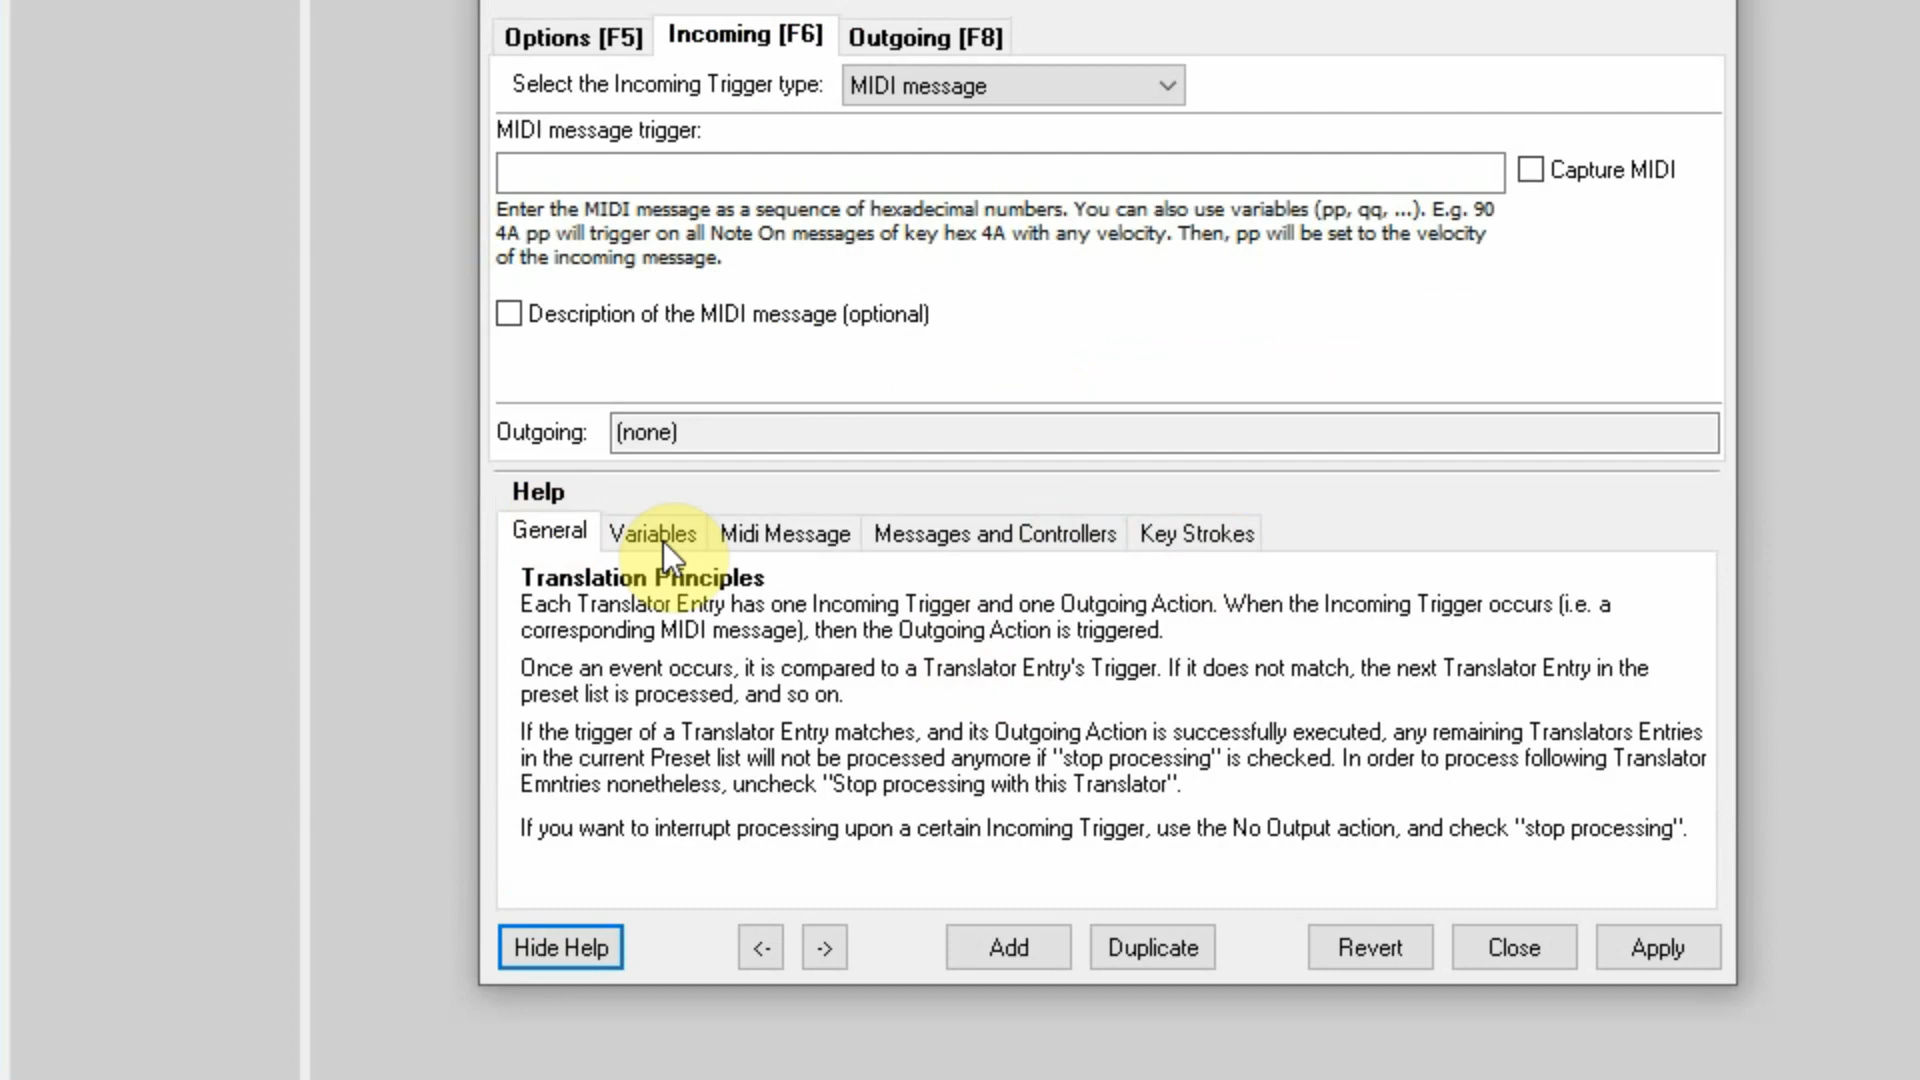 Options [F5] Incoming [F6] Outgoing [F8]
Select the Incoming Trigger type: MIDI message
MIDI message trigger:
Capture MIDI
Enter the MIDI message as a sequence of hexadecimal numbers. You can also use variables (pp, qq, ...). E.g. 90
4A pp will trigger on all Note On messages of key hex 4A with any velocity. Then, pp will be set to the velocity
of the incoming message.
Description of the MIDI message (optional)
Outgoing: (none)
Help
General Variables Midi Message Messages and Controllers Key Strokes
Translation Principles
Each Translator Entry has one Incoming Trigger and one Outgoing Action. When the Incoming Trigger occurs (i.e. a
corresponding MIDI message), then the Outgoing Action is triggered.
Once an event occurs, it is compared to a Translator Entry's Trigger. If it does not match, the next Translator Entry in the
preset list is processed, and so on.
If the trigger of a Translator Entry matches, and its Outgoing Action is successfully executed, any remaining Translators Entries
in the current Preset list will not be processed anymore if "stop processing" is checked. In order to process following Translator
Emntries nonetheless, uncheck "Stop processing with this Translator".
If you want to interrupt processing upon a certain Incoming Trigger, use the No Output action, and check "stop processing".
Hide Help <- -> Add Duplicate Revert Close Apply